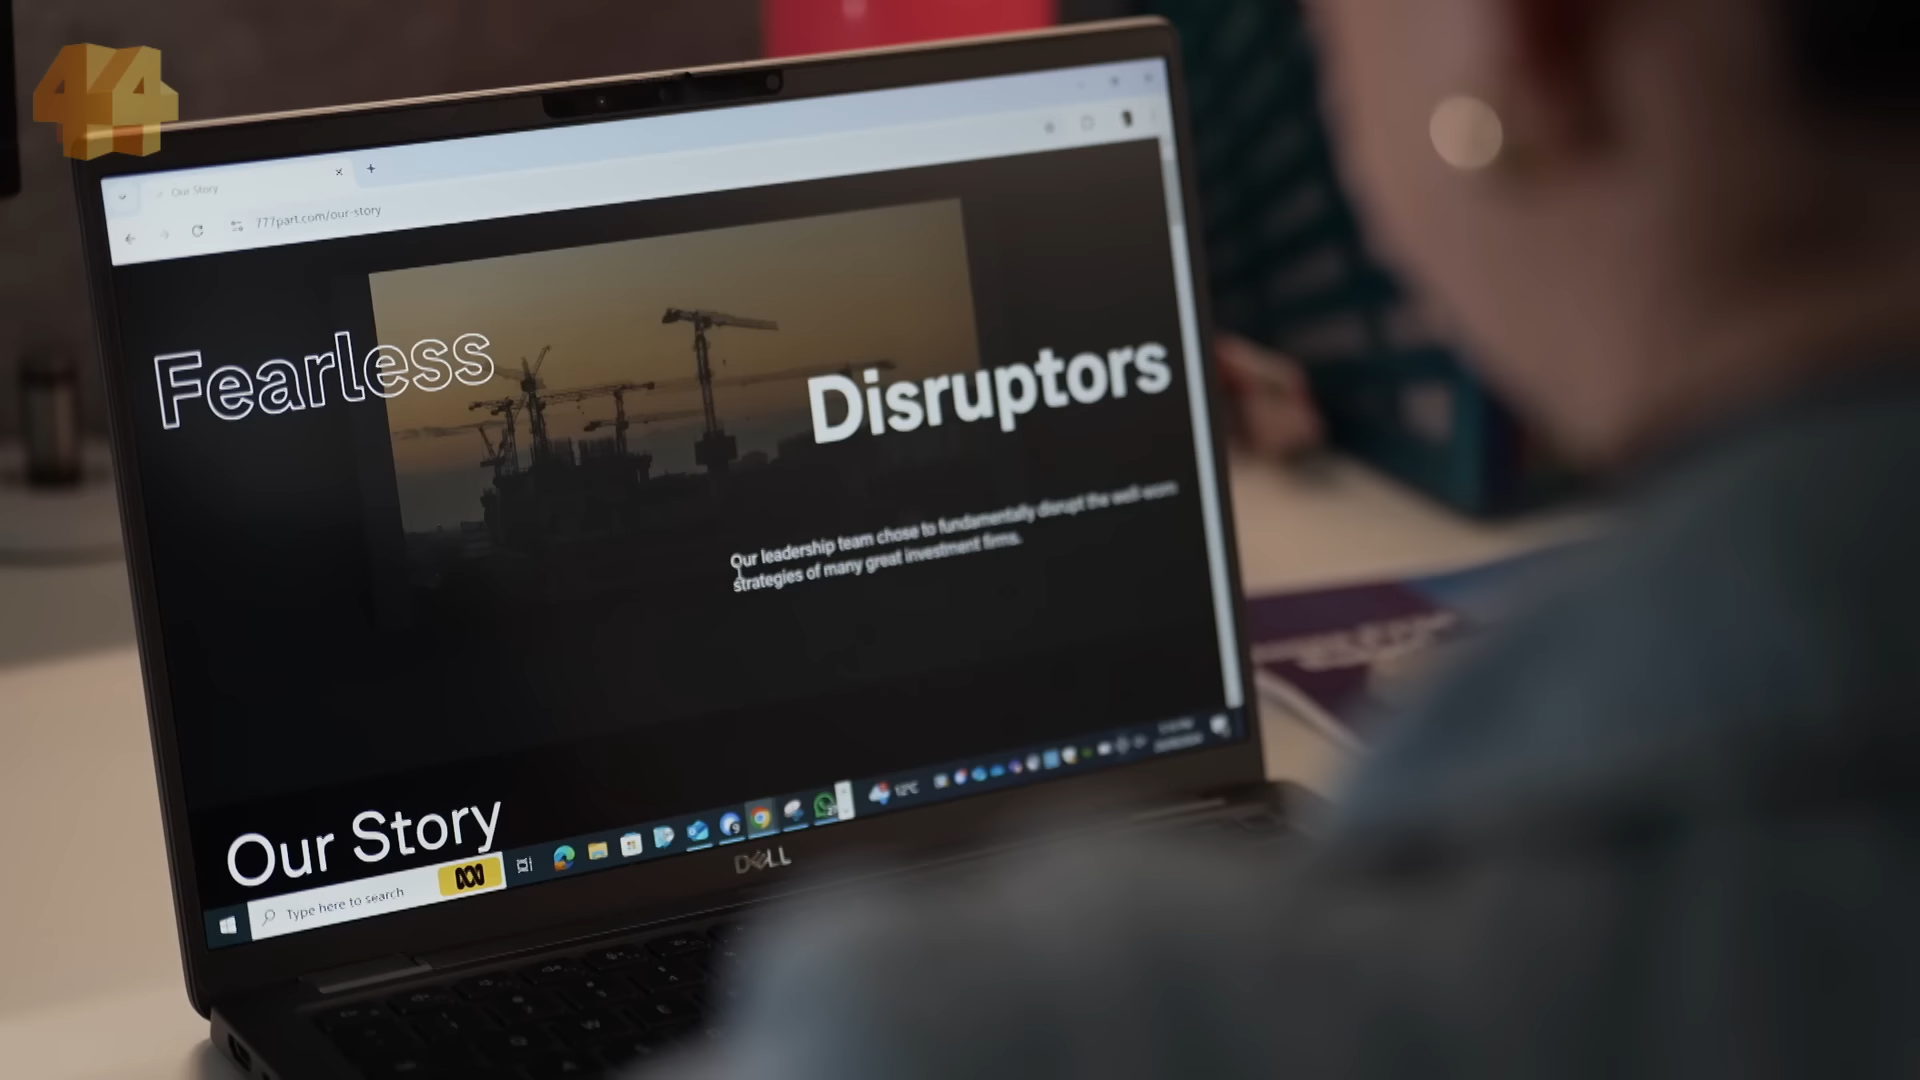 44
Our Story
777part.com/our-story
Fearless
Disruptors
Our leadership team chose to fundamentally disrupt the well-worn
strategies of many great investment firms.
Our Story
Type here to search
12°C
DELL